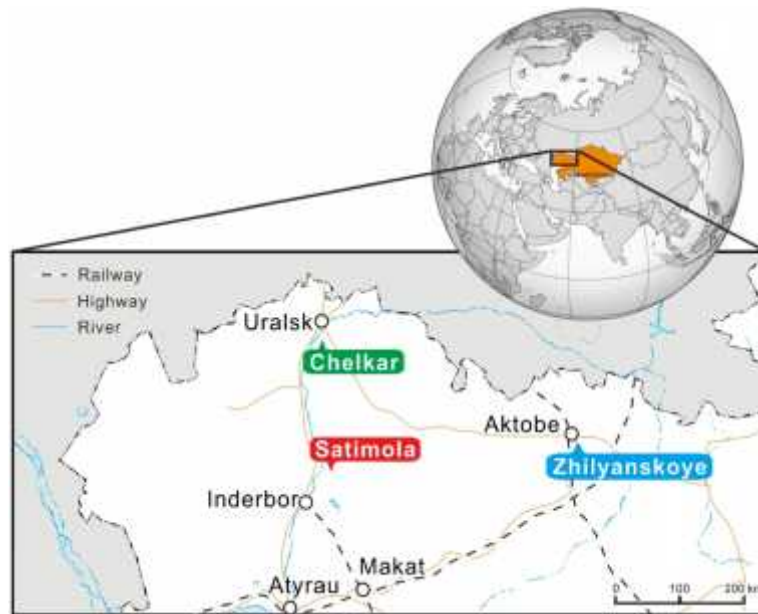 Railway
Highway
River
Uralsk
Chelkar
Aktobe
Satimola
Zhilyanskoye
Inderbor
Makat
Atyrau
0 100 200 km